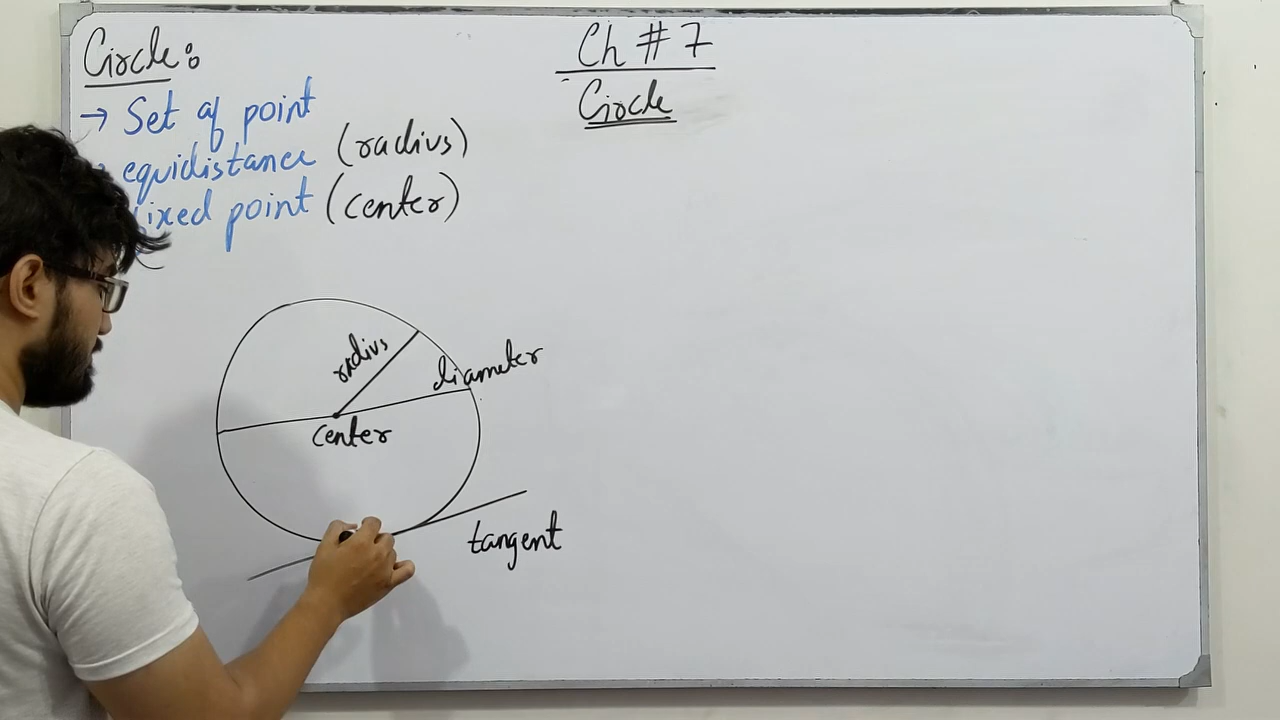 Ch # 7
Circle
Circle:
→ Set of point
equidistance (radius)
fixed point (center)
radius
diameter
center
tangent